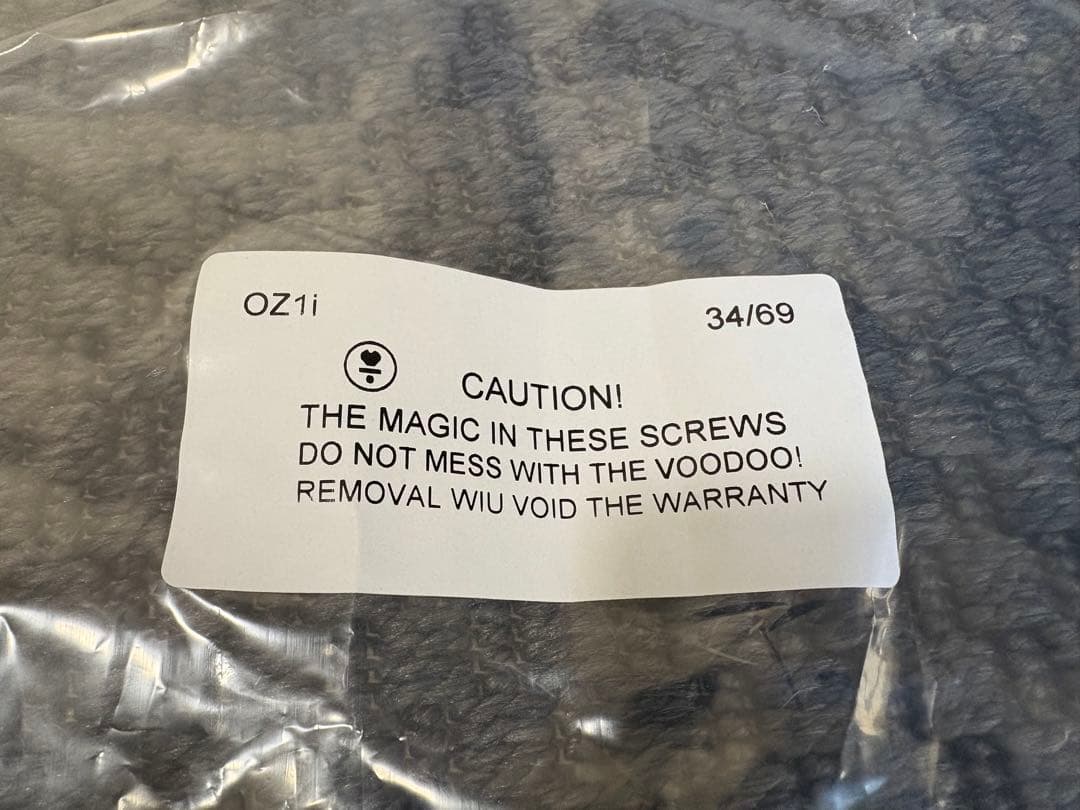 OZ1i 34/69
CAUTION!
THE MAGIC IN THESE SCREWS
DO NOT MESS WITH THE VOODOO!
REMOVAL WIU VOID THE WARRANTY